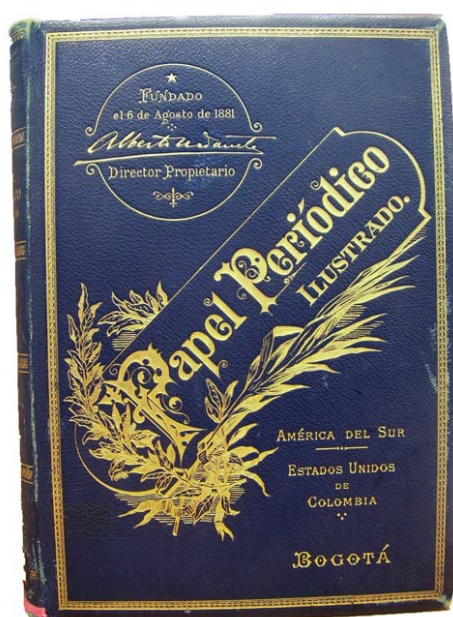 FUNDADO
el 6 de Agosto de 1881
Alberto Urdaneta
Director Propietario
Papel Periódico
ILUSTRADO.
AMÉRICA DEL SUR
ESTADOS UNIDOS
DE
COLOMBIA
BOGOTÁ